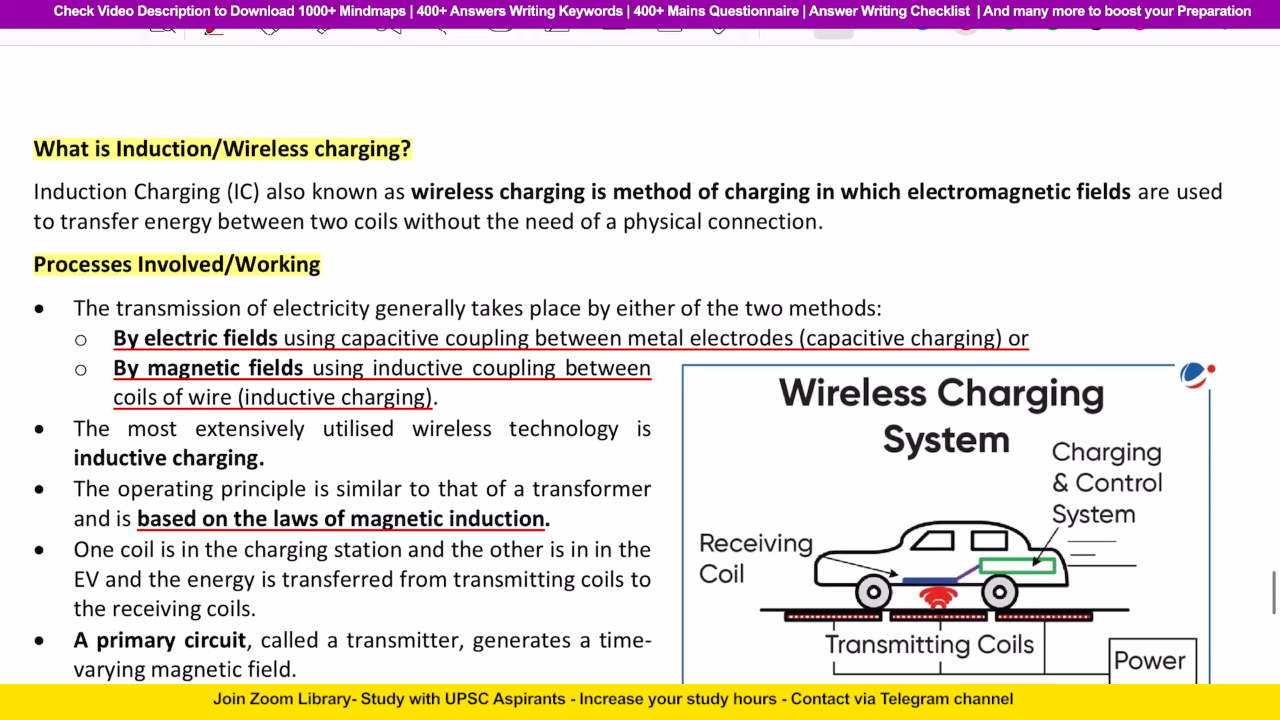 Check Video Description to Download 1000+ Mindmaps | 400+ Answers Writing Keywords | 400+ Mains Questionnaire | Answer Writing Checklist | And many more to boost your Preparation
What is Induction/Wireless charging?
Induction Charging (IC) also known as wireless charging is method of charging in which electromagnetic fields are used
to transfer energy between two coils without the need of a physical connection.
Processes Involved/Working
• The transmission of electricity generally takes place by either of the two methods:
o By electric fields using capacitive coupling between metal electrodes (capacitive charging) or
o By magnetic fields using inductive coupling between
coils of wire (inductive charging).
• The most extensively utilised wireless technology is
inductive charging.
• The operating principle is similar to that of a transformer
and is based on the laws of magnetic induction.
• One coil is in the charging station and the other is in in the
EV and the energy is transferred from transmitting coils to
the receiving coils.
• A primary circuit, called a transmitter, generates a time-
varying magnetic field.
Wireless Charging
System
Charging
& Control
System
Receiving
Coil
Transmitting Coils
Power
Join Zoom Library- Study with UPSC Aspirants - Increase your study hours - Contact via Telegram channel